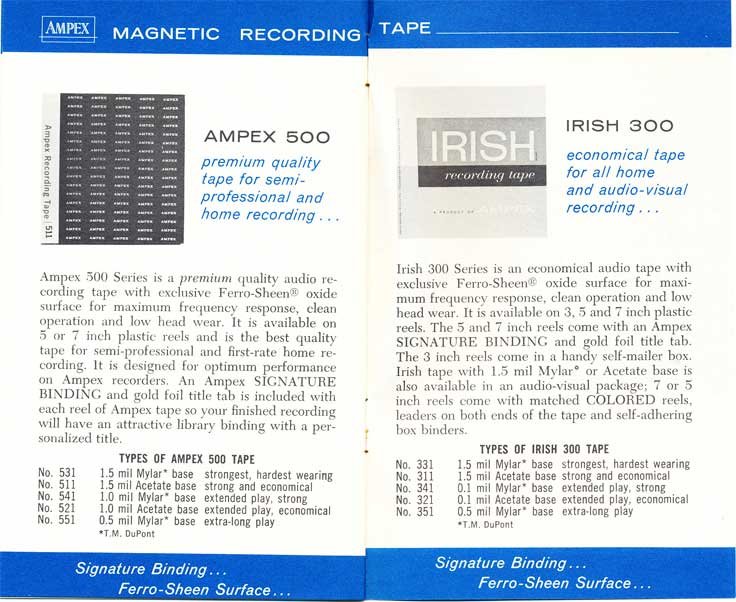 AMPEX MAGNETIC RECORDING TAPE
AMPEX AMPEX AMPEX AMPEX AMPEX
Ampex Recording Tape | 511
AMPEX 500
premium quality
tape for semi-
professional and
home recording . . .
Ampex 500 Series is a premium quality audio re-
cording tape with exclusive Ferro-Sheen® oxide
surface for maximum frequency response, clean
operation and low head wear. It is available on
5 or 7 inch plastic reels and is the best quality
tape for semi-professional and first-rate home re-
cording. It is designed for optimum performance
on Ampex recorders. An Ampex SIGNATURE
BINDING and gold foil title tab is included with
each reel of Ampex tape so your finished recording
will have an attractive library binding with a per-
sonalized title.
TYPES OF AMPEX 500 TAPE
No. 531 1.5 mil Mylar* base strongest, hardest wearing
No. 511 1.5 mil Acetate base strong and economical
No. 541 1.0 mil Mylar* base extended play, strong
No. 521 1.0 mil Acetate base extended play, economical
No. 551 0.5 mil Mylar* base extra-long play
*T.M. DuPont
Signature Binding . . .
Ferro-Sheen Surface . . .
IRISH
recording tape
A PRODUCT OF AMPEX
IRISH 300
economical tape
for all home
and audio-visual
recording . . .
Irish 300 Series is an economical audio tape with
exclusive Ferro-Sheen® oxide surface for maxi-
mum frequency response, clean operation and low
head wear. It is available on 3, 5 and 7 inch plastic
reels. The 5 and 7 inch reels come with an Ampex
SIGNATURE BINDING and gold foil title tab.
The 3 inch reels come in a handy self-mailer box.
Irish tape with 1.5 mil Mylar* or Acetate base is
also available in an audio-visual package; 7 or 5
inch reels come with matched COLORED reels,
leaders on both ends of the tape and self-adhering
box binders.
TYPES OF IRISH 300 TAPE
No. 331 1.5 mil Mylar* base strongest, hardest wearing
No. 311 1.5 mil Acetate base strong and economical
No. 341 0.1 mil Mylar* base extended play, strong
No. 321 0.1 mil Acetate base extended play, economical
No. 351 0.5 mil Mylar* base extra-long play
*T.M. DuPont
Signature Binding . . .
Ferro-Sheen Surface . . .